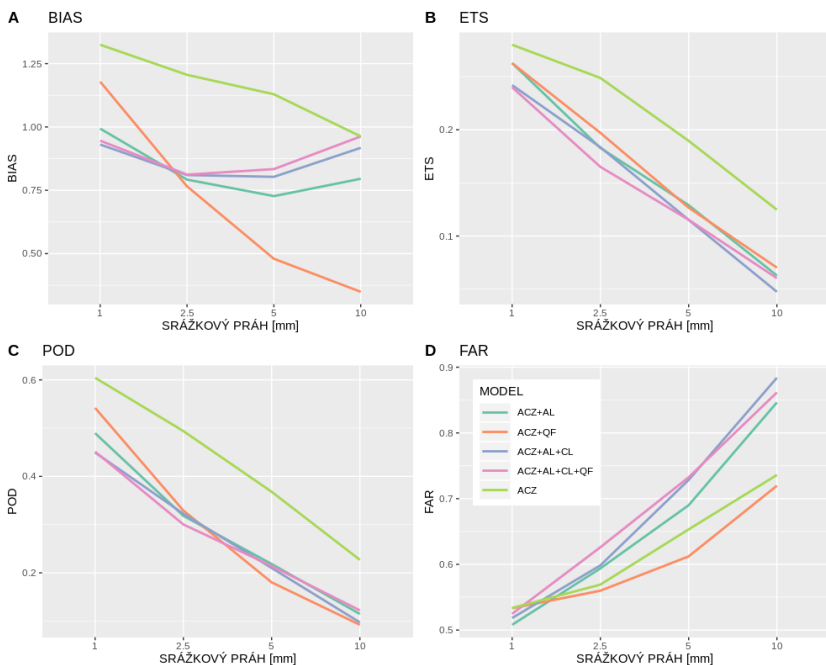 A BIAS
1.25
1.00
0.75
0.50
BIAS
1 2.5 5 10
SRÁŽKOVÝ PRÁH [mm]
B ETS
0.2
0.1
ETS
1 2.5 5 10
SRÁŽKOVÝ PRÁH [mm]
C POD
0.6
0.4
0.2
POD
1 2.5 5 10
SRÁŽKOVÝ PRÁH [mm]
D FAR
0.9
0.8
0.7
0.6
0.5
FAR
MODEL
ACZ+AL
ACZ+QF
ACZ+AL+CL
ACZ+AL+CL+QF
ACZ
1 2.5 5 10
SRÁŽKOVÝ PRÁH [mm]